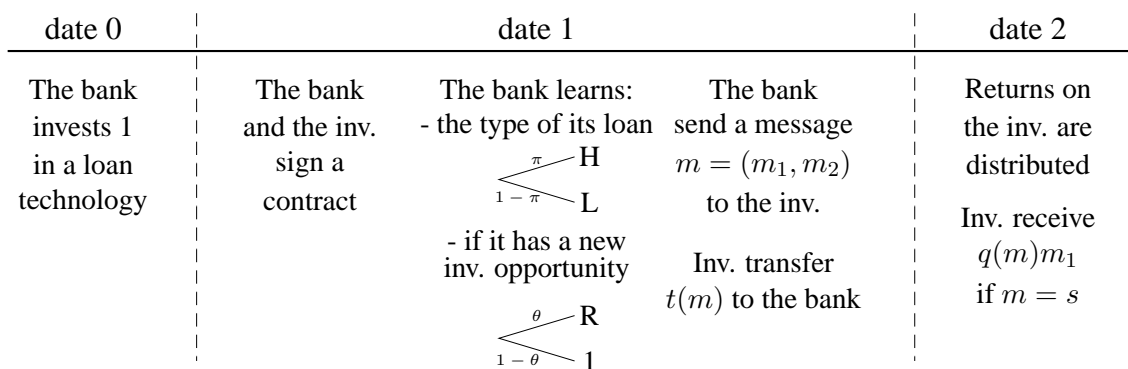 date 0
date 1
date 2
The bank
invests 1
in a loan
technology
The bank
and the inv.
sign a
contract
The bank learns:
- the type of its loan
π H
1 − π L
- if it has a new
inv. opportunity
θ R
1 - θ 1
The bank
send a message
m = (m₁, m₂)
to the inv.
Inv. transfer
t(m) to the bank
Returns on
the inv. are
distributed
Inv. receive
q(m)m₁
if m = s